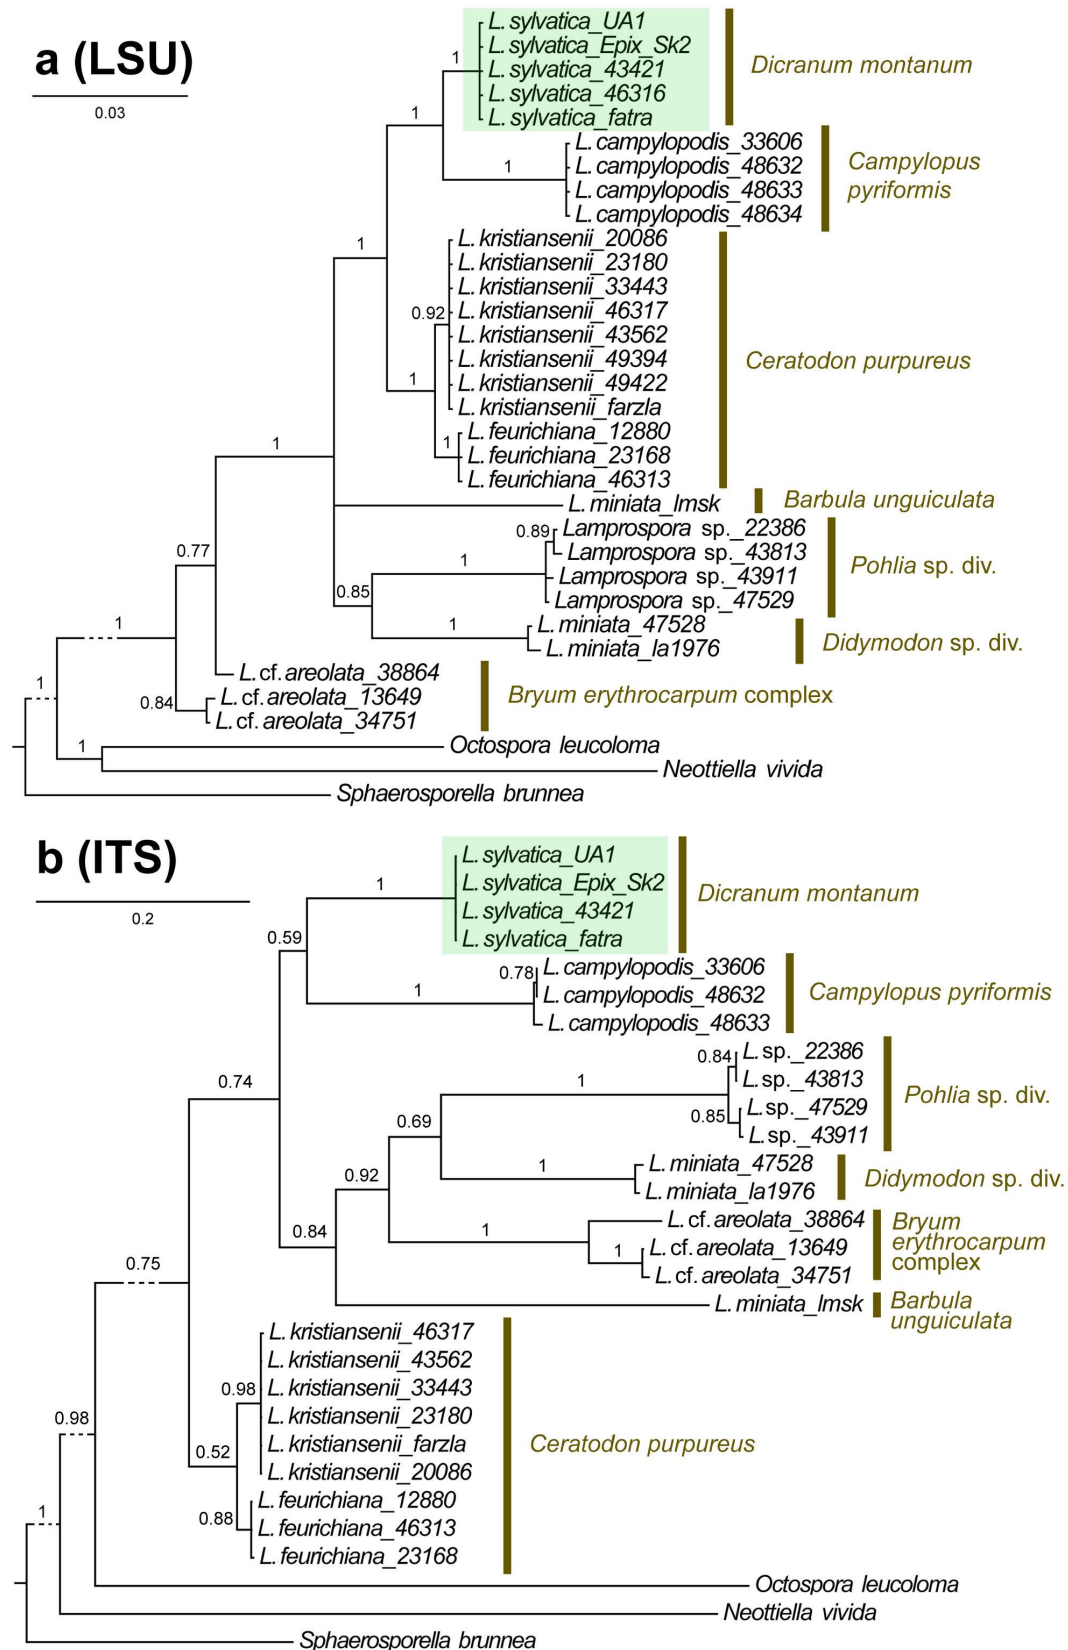 a (LSU)
0.03
L. sylvatica_UA1
L. sylvatica_Epix_Sk2
1
L. sylvatica_43421
Dicranum montanum
L. sylvatica_46316
1
L. sylvatica_fatra
L. campylopodis_33606
1
L. campylopodis_48632
Campylopus
L. campylopodis_48633
pyriformis
L. campylopodis_48634
1
L. kristiansenii_20086
L. kristiansenii_23180
L. kristiansenii_33443
0.92
L. kristiansenii_46317
L. kristiansenii_43562
L. kristiansenii_49394
Ceratodon purpureus
1
L. kristiansenii_49422
L. kristiansenii_farzla
L. feurichiana_12880
1
1
L. feurichiana_23168
L. feurichiana_46313
L. miniata_lmsk
Barbula unguiculata
0.89
Lamprospora sp._22386
0.77
Lamprospora sp._43813
1
Lamprospora sp._43911
Pohlia sp. div.
0.85
Lamprospora sp._47529
1
1
L. miniata_47528
L. miniata_la1976
Didymodon sp. div.
L. cf. areolata_38864
1
0.84
L. cf. areolata_13649
Bryum erythrocarpum complex
L. cf. areolata_34751
1
Octospora leucoloma
Neottiella vivida
Sphaerosporella brunnea
b (ITS)
0.2
L. sylvatica_UA1
1
L. sylvatica_Epix_Sk2
Dicranum montanum
L. sylvatica_43421
0.59
L. sylvatica_fatra
0.78
L. campylopodis_33606
1
L. campylopodis_48632
Campylopus pyriformis
L. campylopodis_48633
0.84
L. sp._22386
0.74
1
L. sp._43813
Pohlia sp. div.
0.85
L. sp._47529
0.69
L. sp._43911
1
L. miniata_47528
0.92
L. miniata_la1976
Didymodon sp. div.
L. cf. areolata_38864
Bryum
0.84
1
erythrocarpum
1
L. cf. areolata_13649
complex
0.75
L. cf. areolata_34751
L. miniata_lmsk
Barbula
unguiculata
L. kristiansenii_46317
L. kristiansenii_43562
0.98
L. kristiansenii_33443
0.98
L. kristiansenii_23180
0.52
L. kristiansenii_farzla
Ceratodon purpureus
L. kristiansenii_20086
L. feurichiana_12880
1
0.88
L. feurichiana_46313
L. feurichiana_23168
Octospora leucoloma
Neottiella vivida
Sphaerosporella brunnea